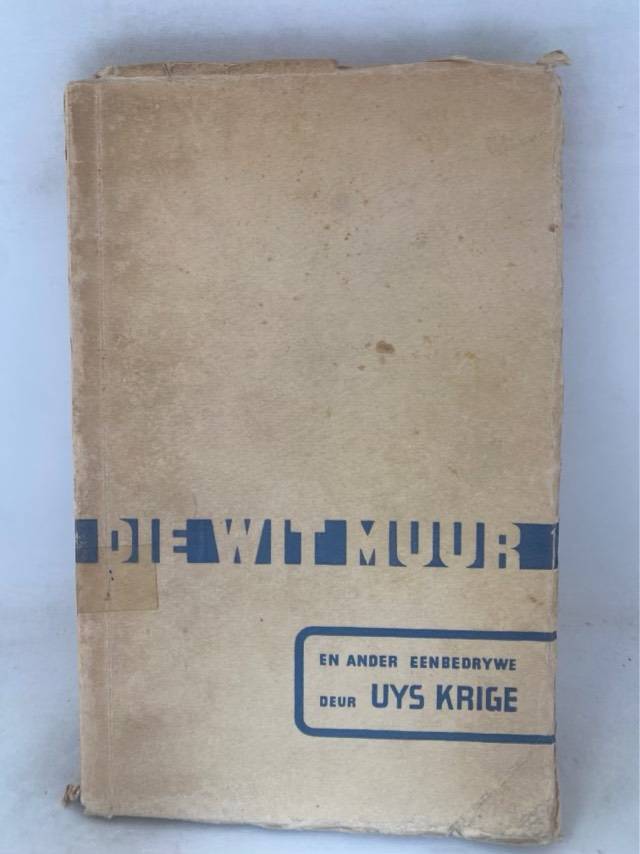 DIE WIT MUUR
EN ANDER EENBEDRYWE
DEUR UYS KRIGE